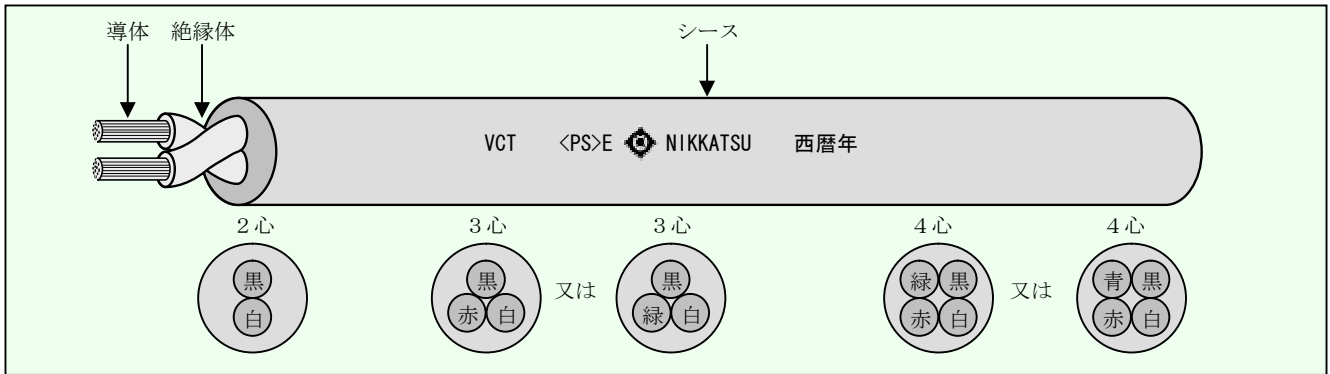 導体 絶縁体 シース
VCT <PS>E NIKKATSU 西暦年
2心 3心 3心 4心 4心
黒 白
黒 赤 白
又は
黒 緑 白
緑 黒 赤 白
又は
青 黒 赤 白